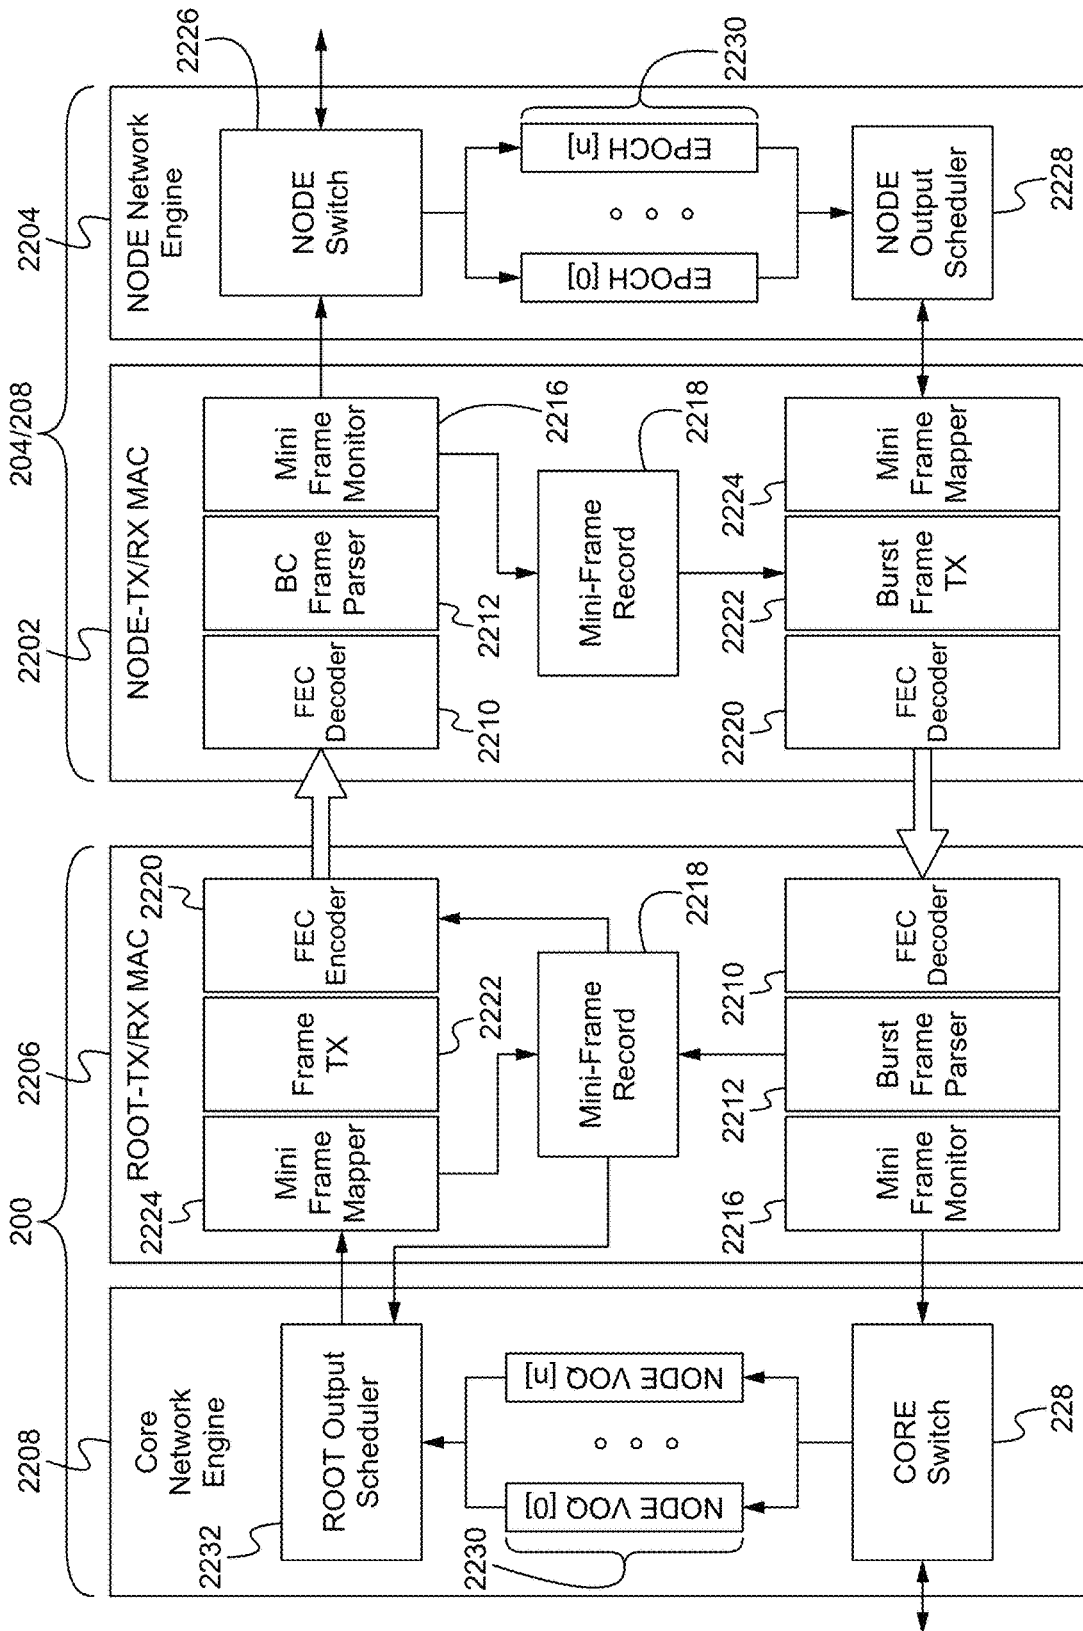 200
204/208
2208
2206
2202
2204
Core
Network
Engine
2232
ROOT Output
Scheduler
NODE VOQ [0]
NODE VOQ [n]
2230
CORE
Switch
228
ROOT-TX/RX MAC
2224
Mini
Frame
Mapper
Frame
TX
2222
FEC
Encoder
2220
Mini-Frame
Record
2218
2216
Mini
Frame
Monitor
2212
Burst
Frame
Parser
2210
FEC
Decoder
NODE-TX/RX MAC
FEC
Decoder
2210
BC
Frame
Parser
2212
Mini
Frame
Monitor
2216
Mini-Frame
Record
2218
2220
FEC
Decoder
2222
Burst
Frame
TX
2224
Mini
Frame
Mapper
NODE Network
Engine
NODE
Switch
2226
EPOCH [0]
EPOCH [n]
2230
NODE
Output
Scheduler
2228